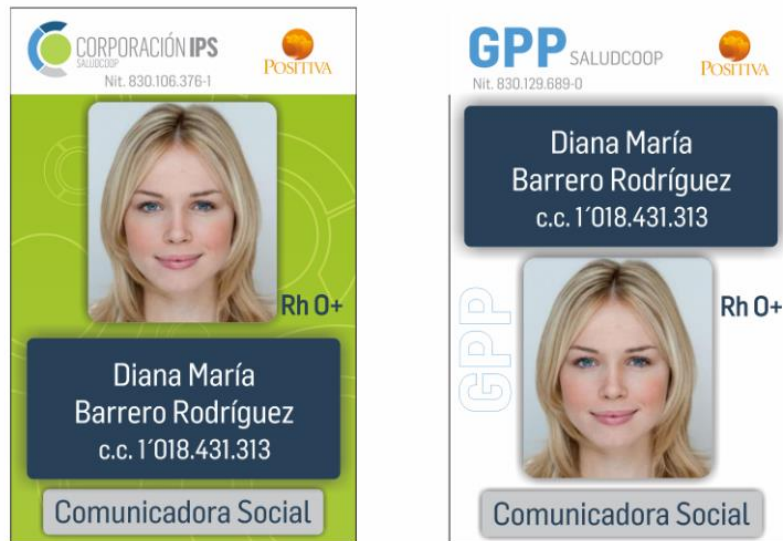 CORPORACIÓN IPS
SALUDCOOP
Nit. 830.106.376-1
POSITIVA
Rh O+
Diana María
Barrero Rodríguez
c.c. 1´018.431.313
Comunicadora Social
GPP SALUDCOOP
Nit. 830.129.689-0
POSITIVA
Diana María
Barrero Rodríguez
c.c. 1´018.431.313
GPP
Rh O+
Comunicadora Social